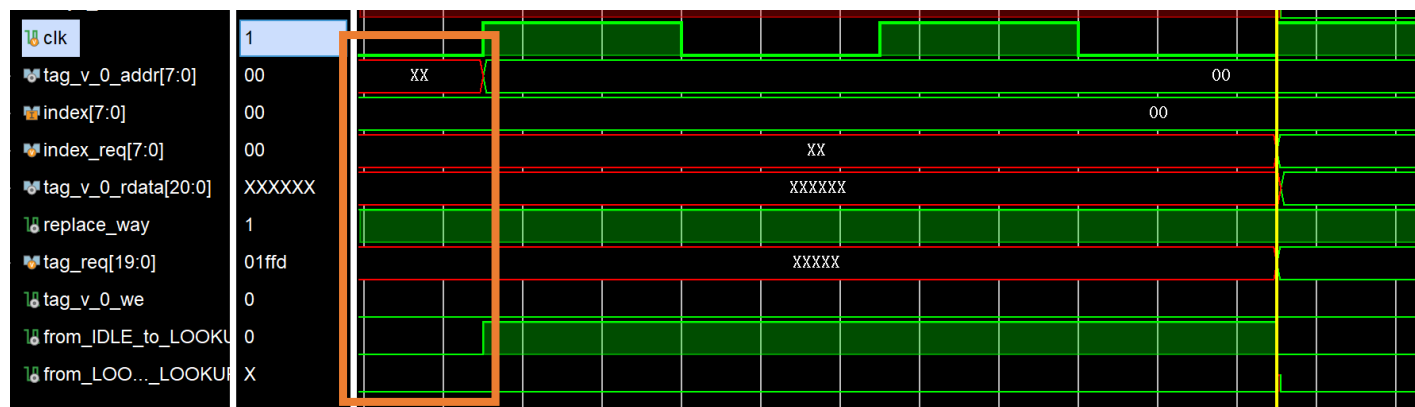 clk 1
tag_v_0_addr[7:0] 00 XX 00
index[7:0] 00 00
index_req[7:0] 00 XX
tag_v_0_rdata[20:0] XXXXXX XXXXXX
replace_way 1
tag_req[19:0] 01ffd XXXXX
tag_v_0_we 0
from_IDLE_to_LOOKU 0
from_LOO..._LOOKUP X